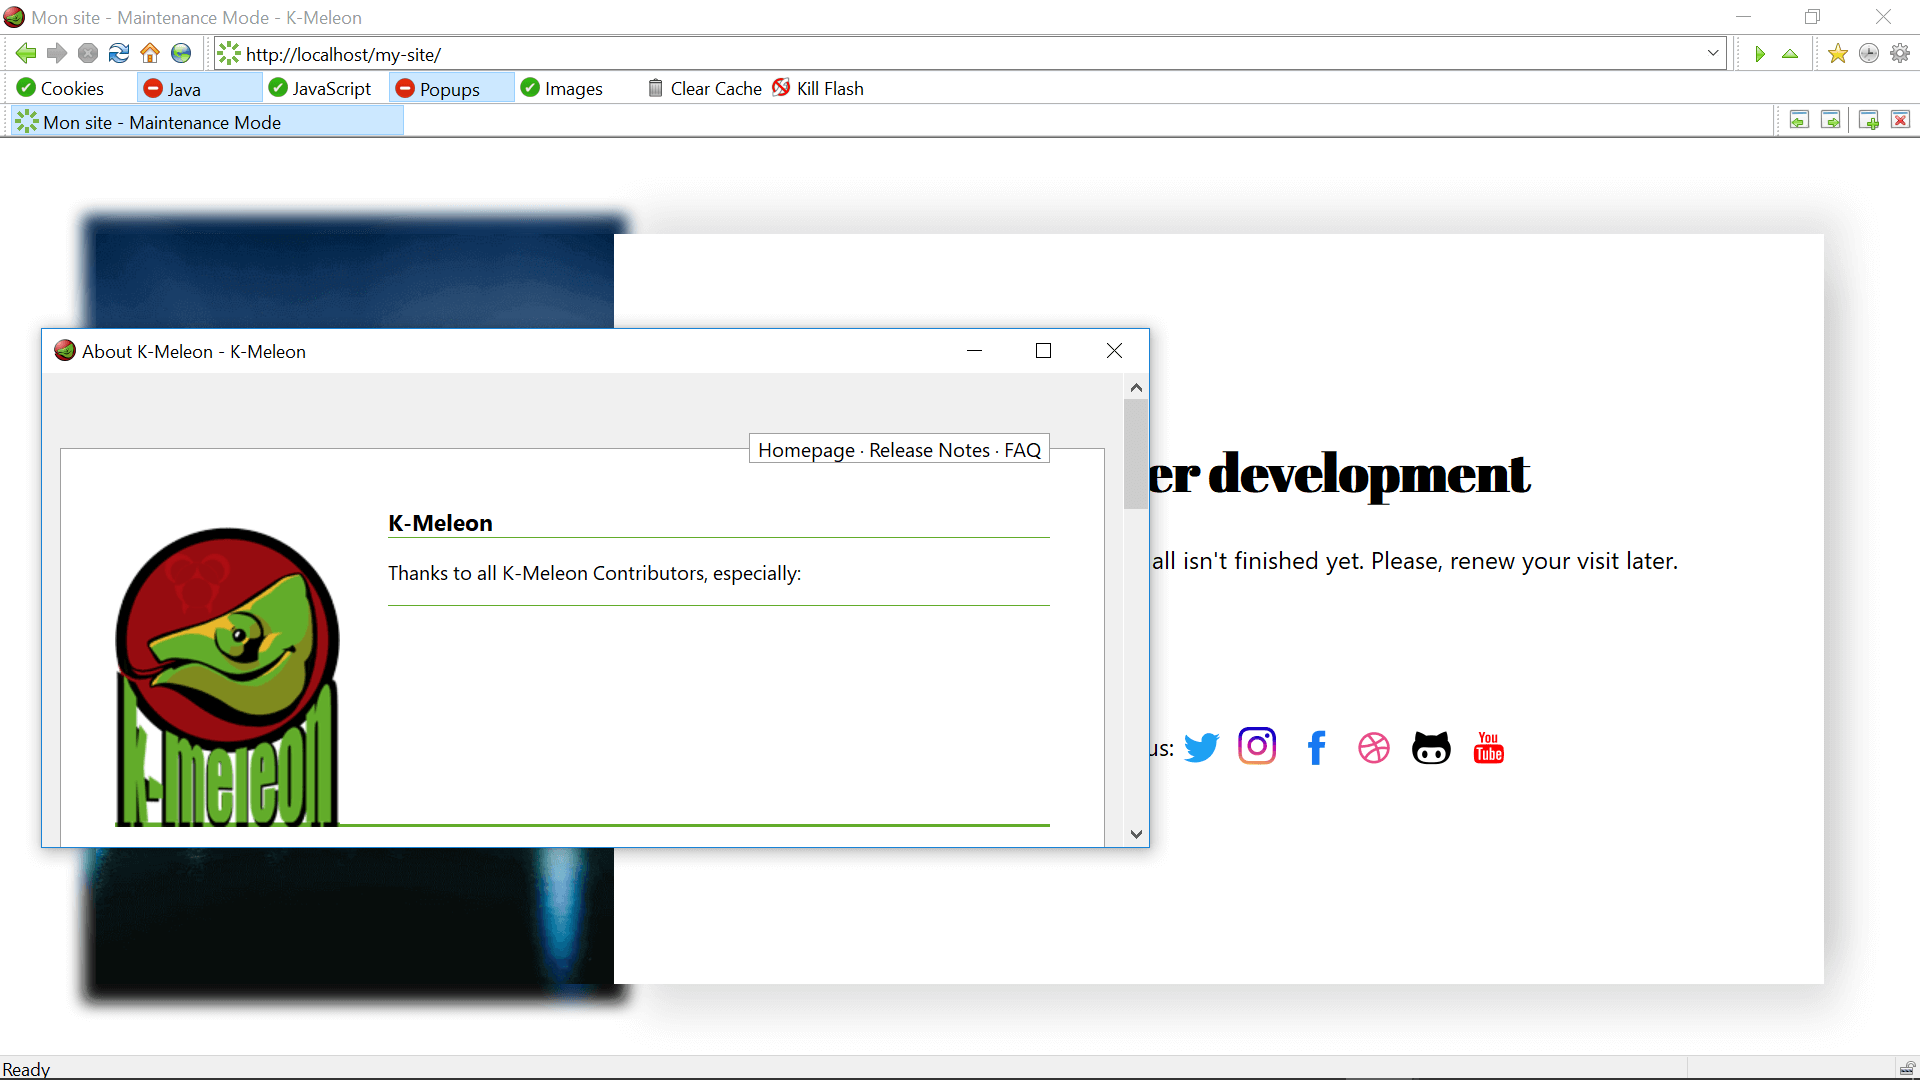 Mon site - Maintenance Mode - K-Meleon
http://localhost/my-site/
Cookies Java JavaScript Popups Images Clear Cache Kill Flash
Mon site - Maintenance Mode
About K-Meleon - K-Meleon
Homepage · Release Notes · FAQ
er development
K-Meleon
all isn't finished yet. Please, renew your visit later.
Thanks to all K-Meleon Contributors, especially:
k-meleon
us:
You
Tube
Ready